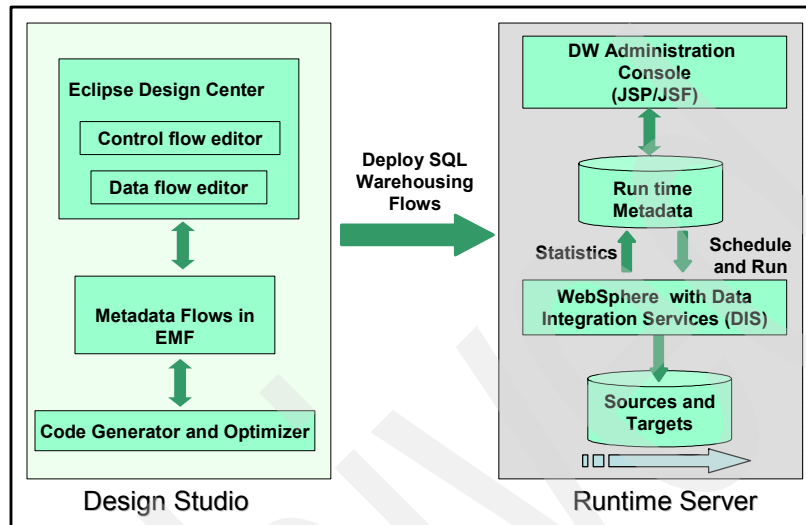 Eclipse Design Center
Control flow editor
Data flow editor
Metadata Flows in
EMF
Code Generator and Optimizer
Design Studio
Deploy SQL
Warehousing
Flows
DW Administration
Console
(JSP/JSF)
Run time
Metadata
Statistics
Schedule
and Run
WebSphere with Data
Integration Services (DIS)
Sources and
Targets
Runtime Server